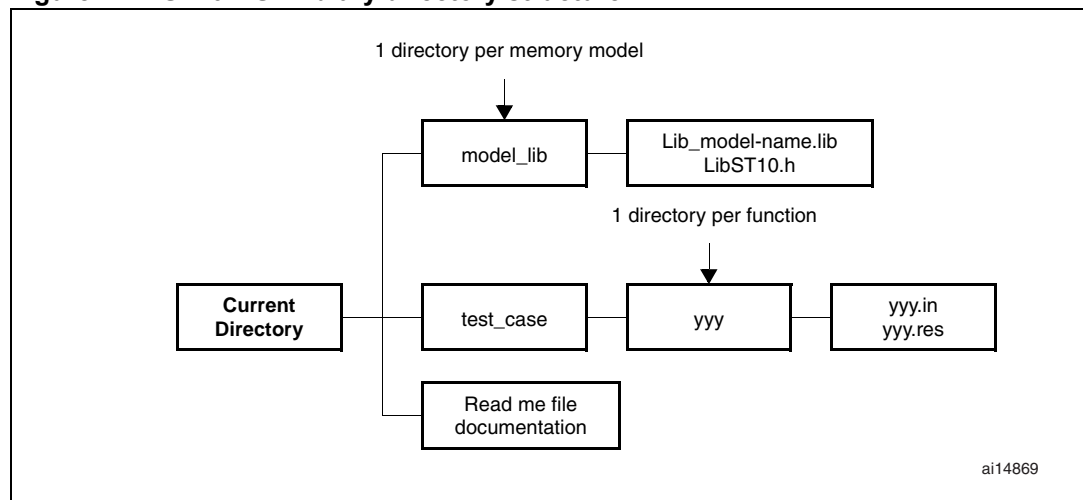 1 directory per memory model
model_lib
Lib_model-name.lib
LibST10.h
1 directory per function
Current
Directory
test_case
yyy
yyy.in
yyy.res
Read me file
documentation
ai14869